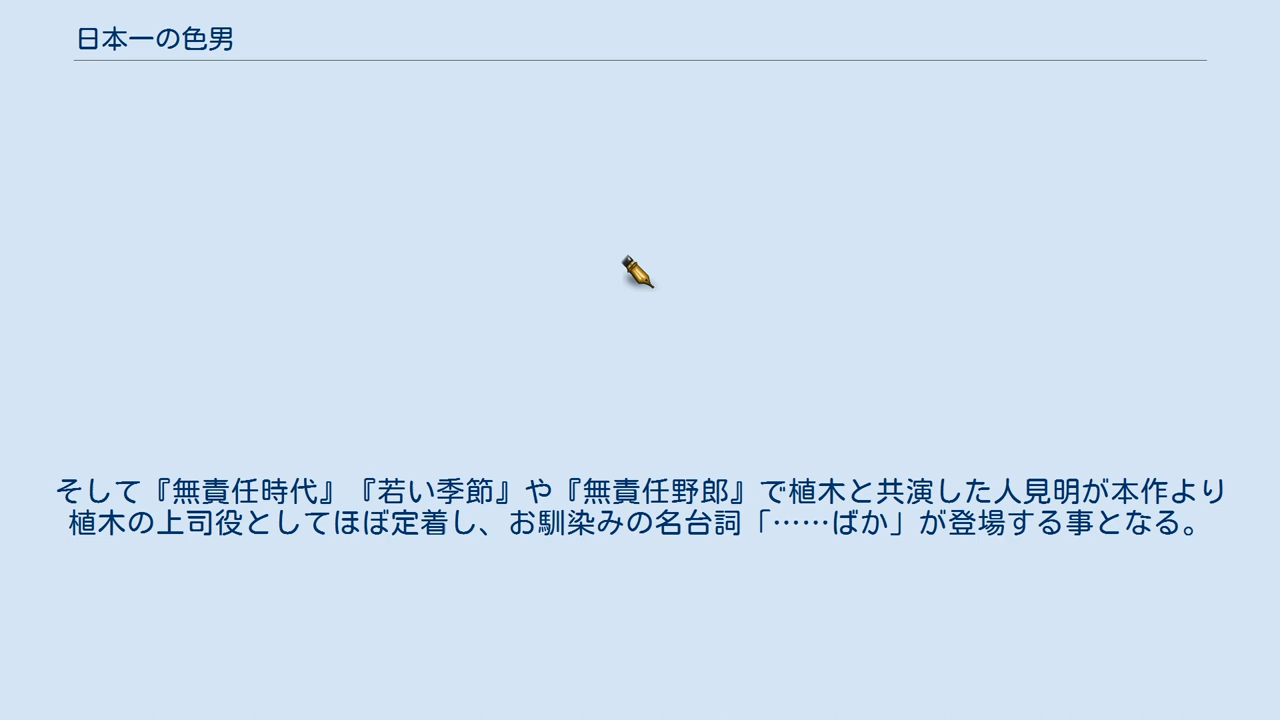 日本一の色男
そして『無責任時代』『若い季節』や『無責任野郎』で植木と共演した人見明が本作より
植木の上司役としてほぼ定着し、お馴染みの名台詞「……ばか」が登場する事となる。